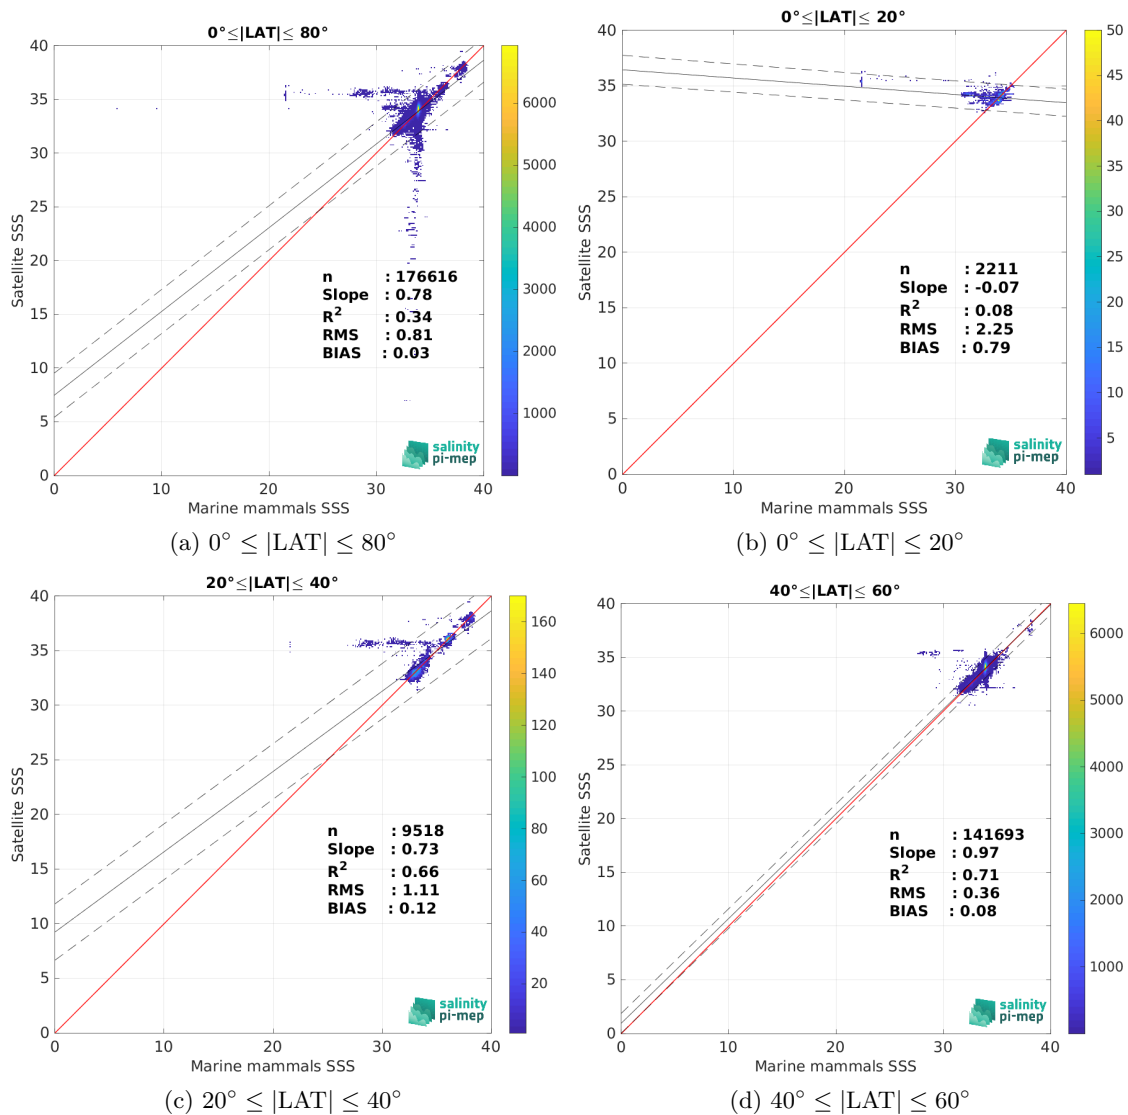 0°≤|LAT|≤ 80°
40
35
30
25
20
15
10
5
0
Satellite SSS
0
10
20
30
40
Marine mammals SSS
n : 176616
Slope : 0.78
R² : 0.34
RMS : 0.81
BIAS : 0.03
6000
5000
4000
3000
2000
1000
salinity
pi-mep
(a) 0° ≤ |LAT| ≤ 80°
0°≤|LAT|≤ 20°
40
35
30
25
20
15
10
5
0
Satellite SSS
0
10
20
30
40
Marine mammals SSS
n : 2211
Slope : -0.07
R² : 0.08
RMS : 2.25
BIAS : 0.79
50
45
40
35
30
25
20
15
10
5
salinity
pi-mep
(b) 0° ≤ |LAT| ≤ 20°
20°≤|LAT|≤ 40°
40
35
30
25
20
15
10
5
0
Satellite SSS
0
10
20
30
40
Marine mammals SSS
n : 9518
Slope : 0.73
R² : 0.66
RMS : 1.11
BIAS : 0.12
160
140
120
100
80
60
40
20
salinity
pi-mep
(c) 20° ≤ |LAT| ≤ 40°
40°≤|LAT|≤ 60°
40
35
30
25
20
15
10
5
0
Satellite SSS
0
10
20
30
40
Marine mammals SSS
n : 141693
Slope : 0.97
R² : 0.71
RMS : 0.36
BIAS : 0.08
6000
5000
4000
3000
2000
1000
salinity
pi-mep
(d) 40° ≤ |LAT| ≤ 60°